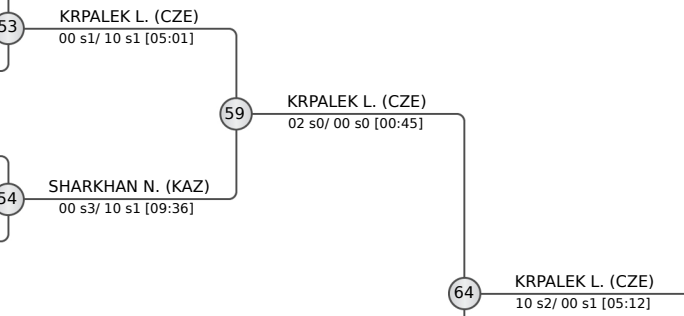 KRPALEK L. (CZE)
53
00 s1/ 10 s1 [05:01]
KRPALEK L. (CZE)
59
02 s0/ 00 s0 [00:45]
SHARKHAN N. (KAZ)
54
00 s3/ 10 s1 [09:36]
KRPALEK L. (CZE)
64
10 s2/ 00 s1 [05:12]